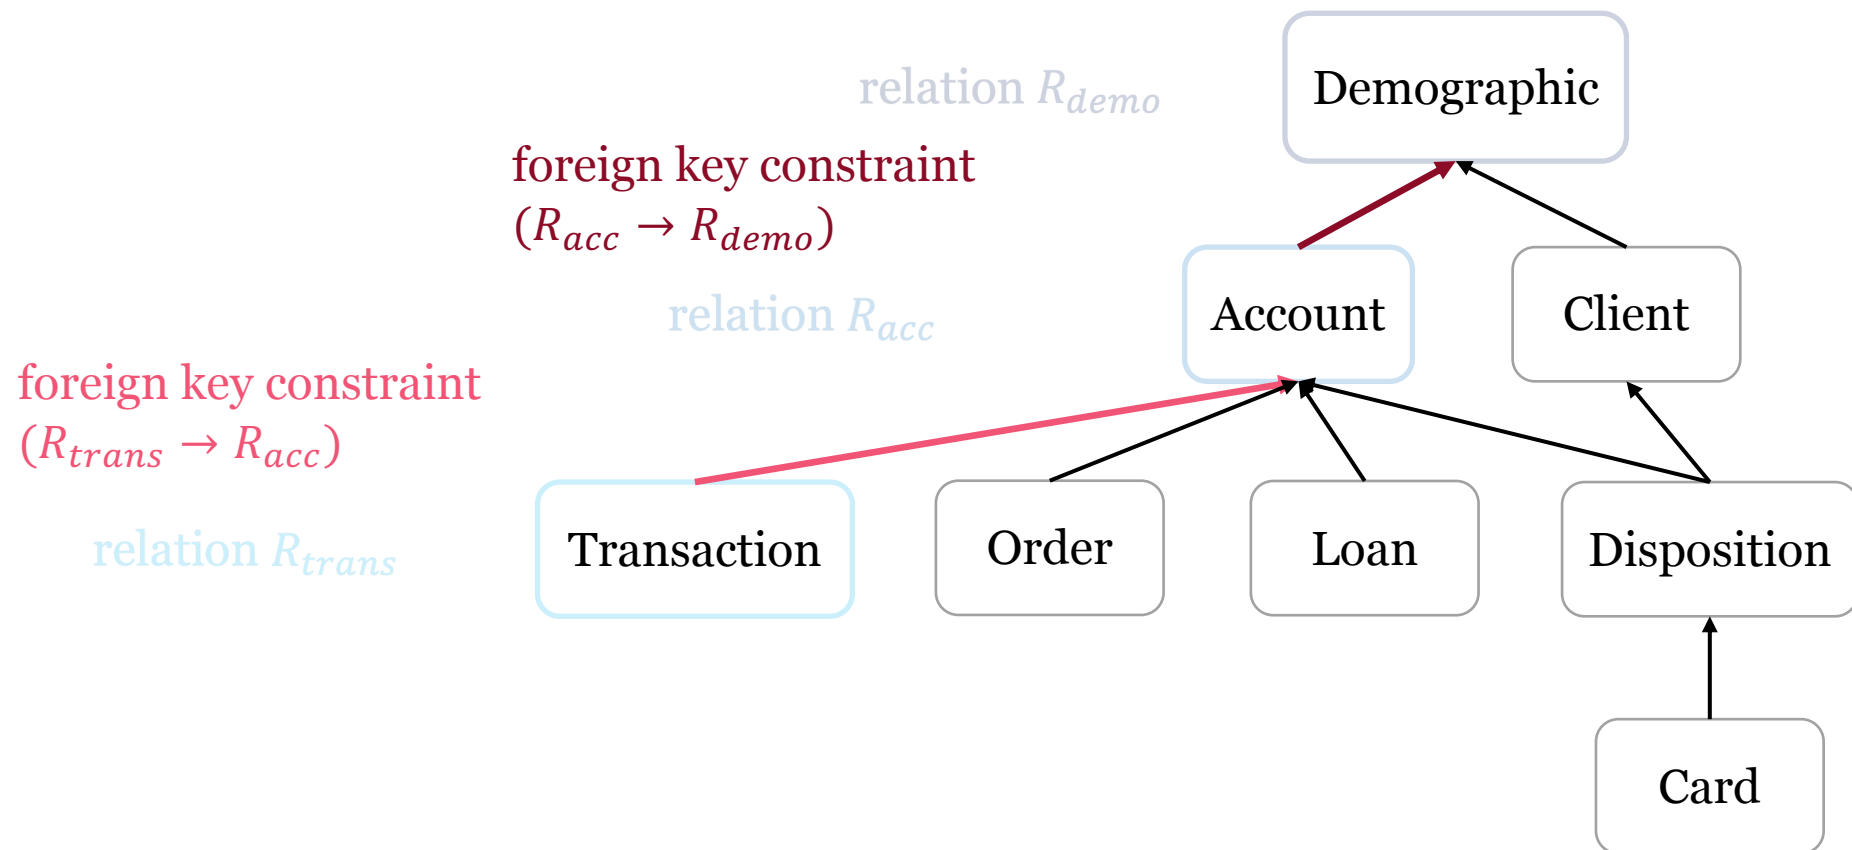 relation R_demo
Demographic
foreign key constraint
(R_acc → R_demo)
relation R_acc
Account
Client
foreign key constraint
(R_trans → R_acc)
relation R_trans
Transaction
Order
Loan
Disposition
Card